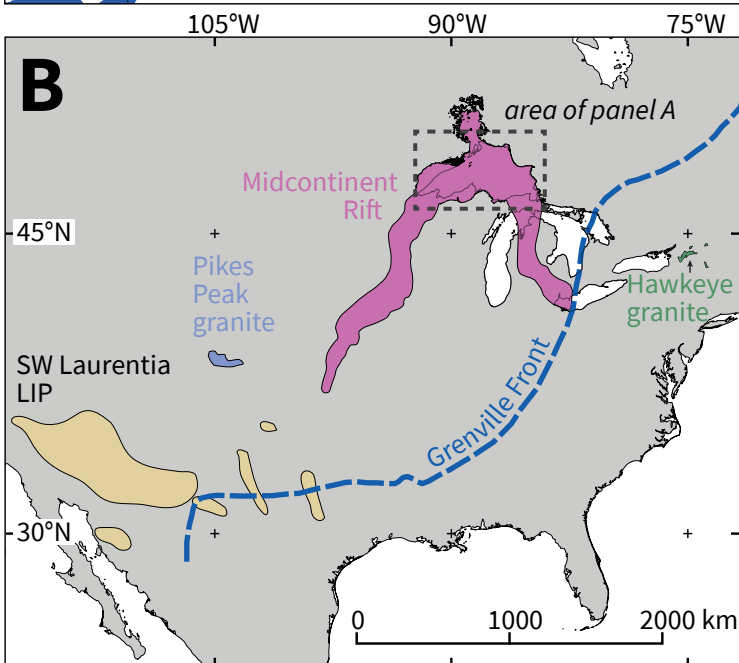 105°W 90°W 75°W
B
area of panel A
Midcontinent
Rift
45°N
Pikes
Peak
granite
Hawkeye
granite
SW Laurentia
LIP
Grenville Front
30°N
0 1000 2000 km